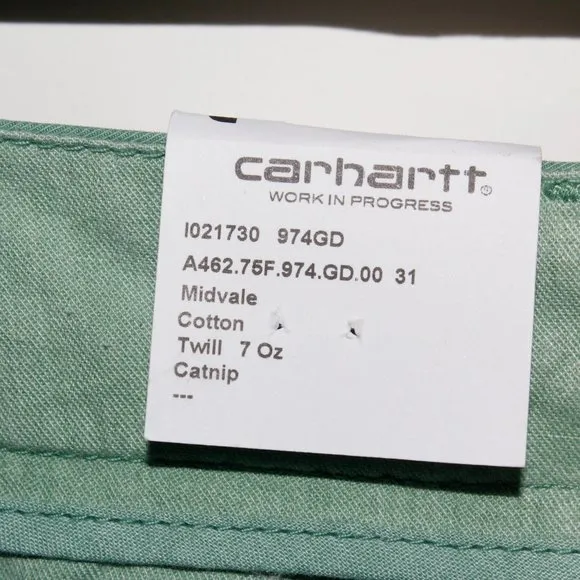 carhartt®
WORK IN PROGRESS
I021730 974GD
A462.75F.974.GD.00 31
Midvale
Cotton
Twill 7 Oz
Catnip
---